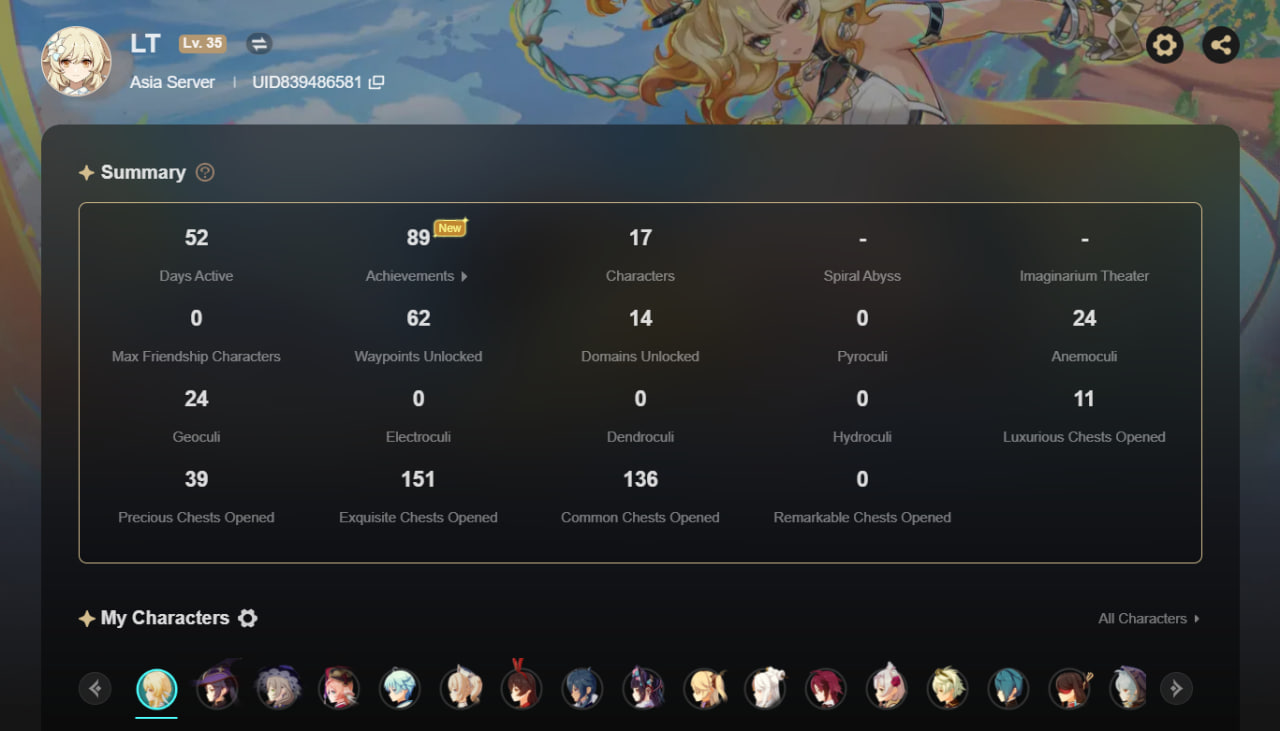 LT Lv. 35
Asia Server | UID839486581
Summary ?
52 89 New 17 - -
Days Active Achievements Characters Spiral Abyss Imaginarium Theater
0 62 14 0 24
Max Friendship Characters Waypoints Unlocked Domains Unlocked Pyroculi Anemoculi
24 0 0 0 11
Geoculi Electroculi Dendroculi Hydroculi Luxurious Chests Opened
39 151 136 0
Precious Chests Opened Exquisite Chests Opened Common Chests Opened Remarkable Chests Opened
My Characters All Characters